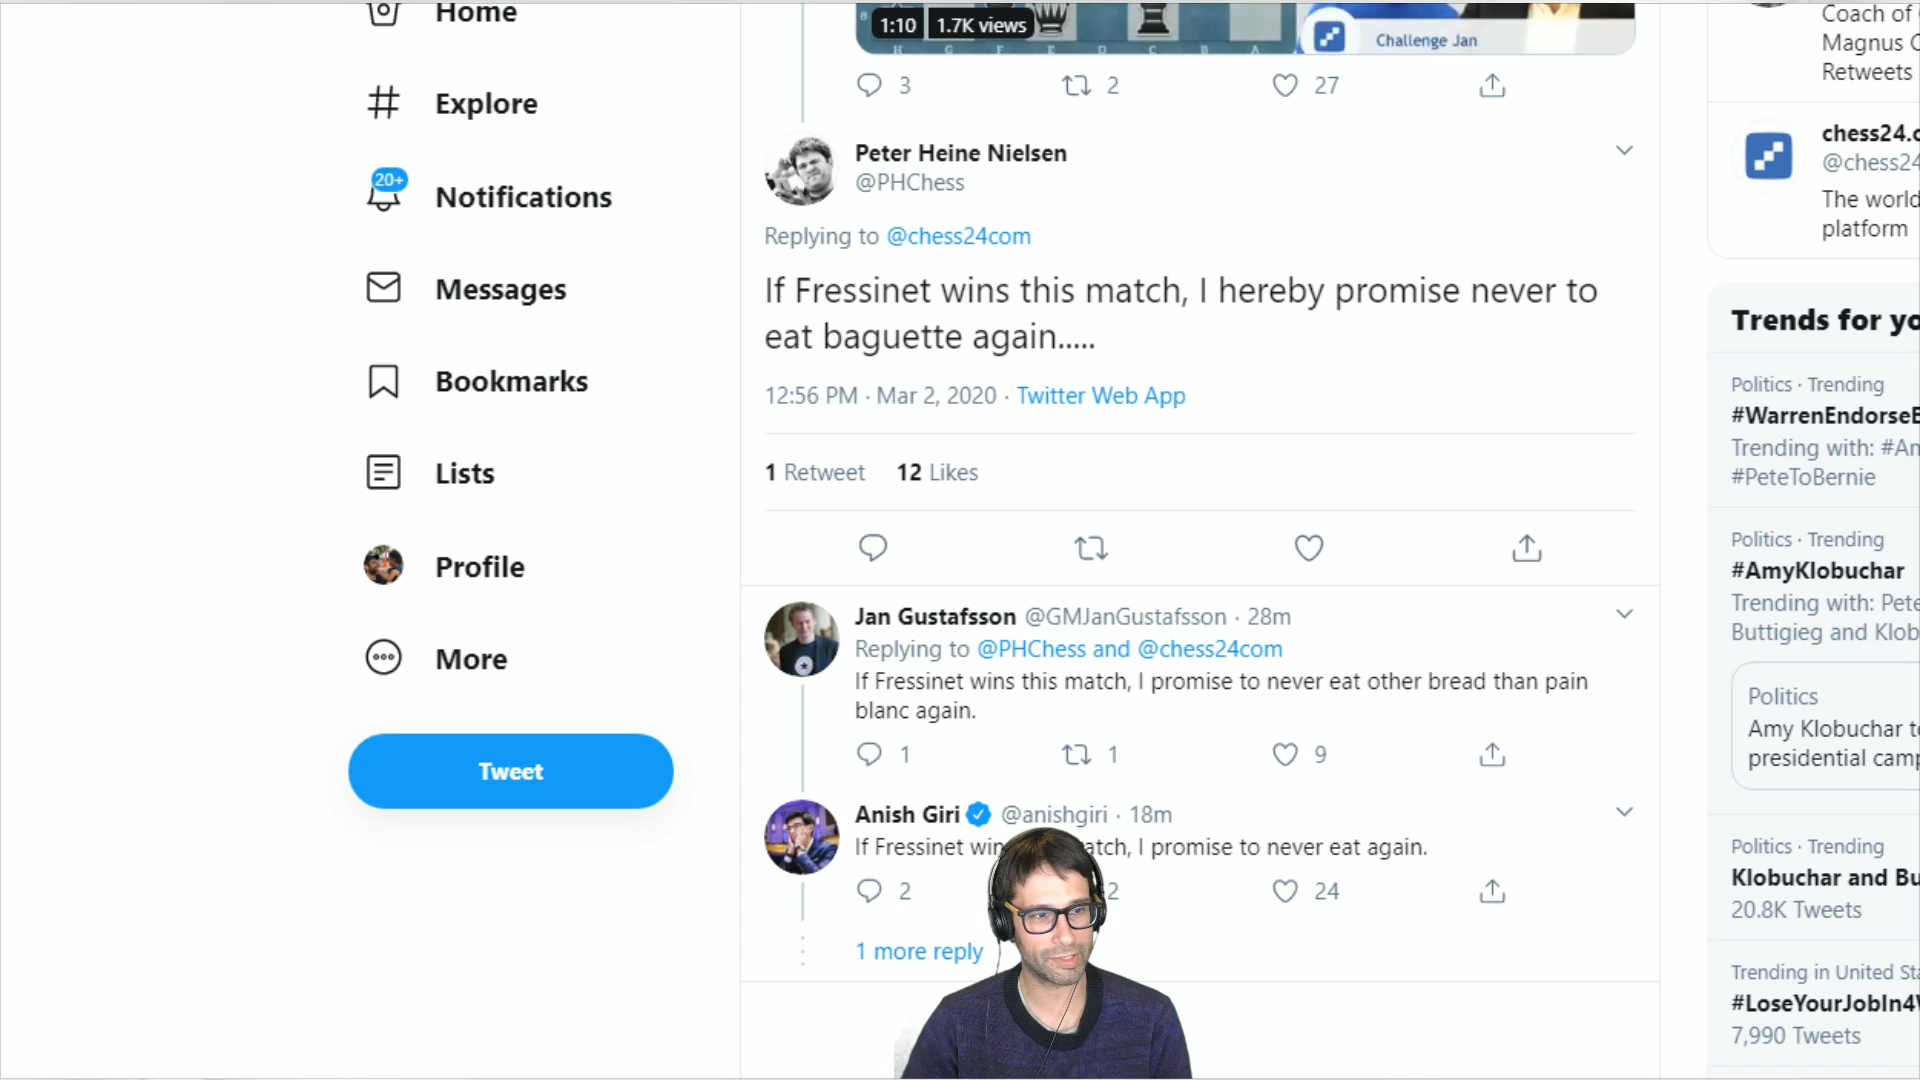 Home
Explore
20+
Notifications
Messages
Bookmarks
Lists
Profile
More
Tweet
8
1:10
1.7K views
H G F E D C B A
Challenge Jan
3 2 27
Peter Heine Nielsen
@PHChess
Replying to @chess24com
If Fressinet wins this match, I hereby promise never to
eat baguette again.....
12:56 PM · Mar 2, 2020 · Twitter Web App
1 Retweet 12 Likes
Jan Gustafsson @GMJanGustafsson · 28m
Replying to @PHChess and @chess24com
If Fressinet wins this match, I promise to never eat other bread than pain
blanc again.
1 1 9
Anish Giri @anishgiri · 18m
If Fressinet win atch, I promise to never eat again.
2 2 24
1 more reply
Coach of
Magnus C
Retweets
chess24.c
@chess24
The world
platform
Trends for yo
Politics · Trending
#WarrenEndorseB
Trending with: #Am
#PeteToBernie
Politics · Trending
#AmyKlobuchar
Trending with: Pete
Buttigieg and Klob
Politics
Amy Klobuchar to
presidential camp
Politics · Trending
Klobuchar and Bu
20.8K Tweets
Trending in United Sta
#LoseYourJobIn4W
7,990 Tweets